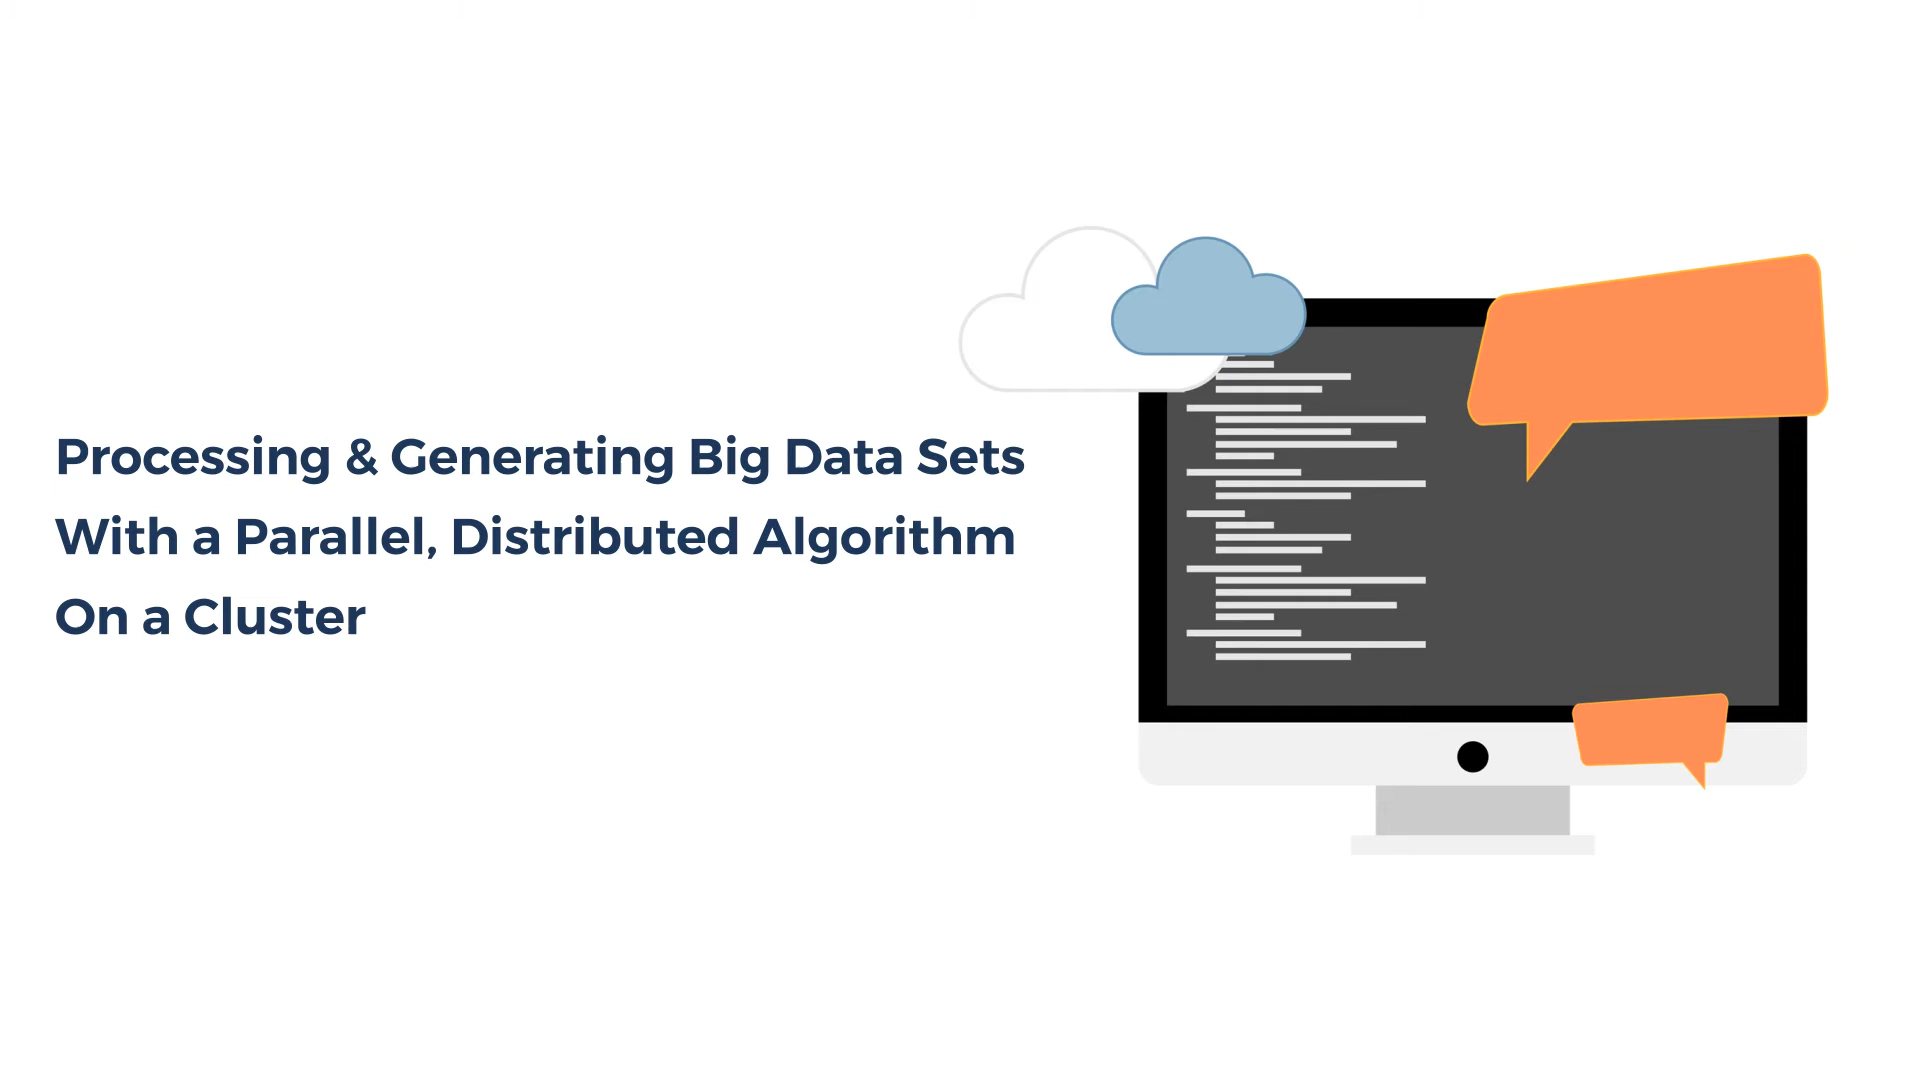 Processing & Generating Big Data Sets
With a Parallel, Distributed Algorithm
On a Cluster